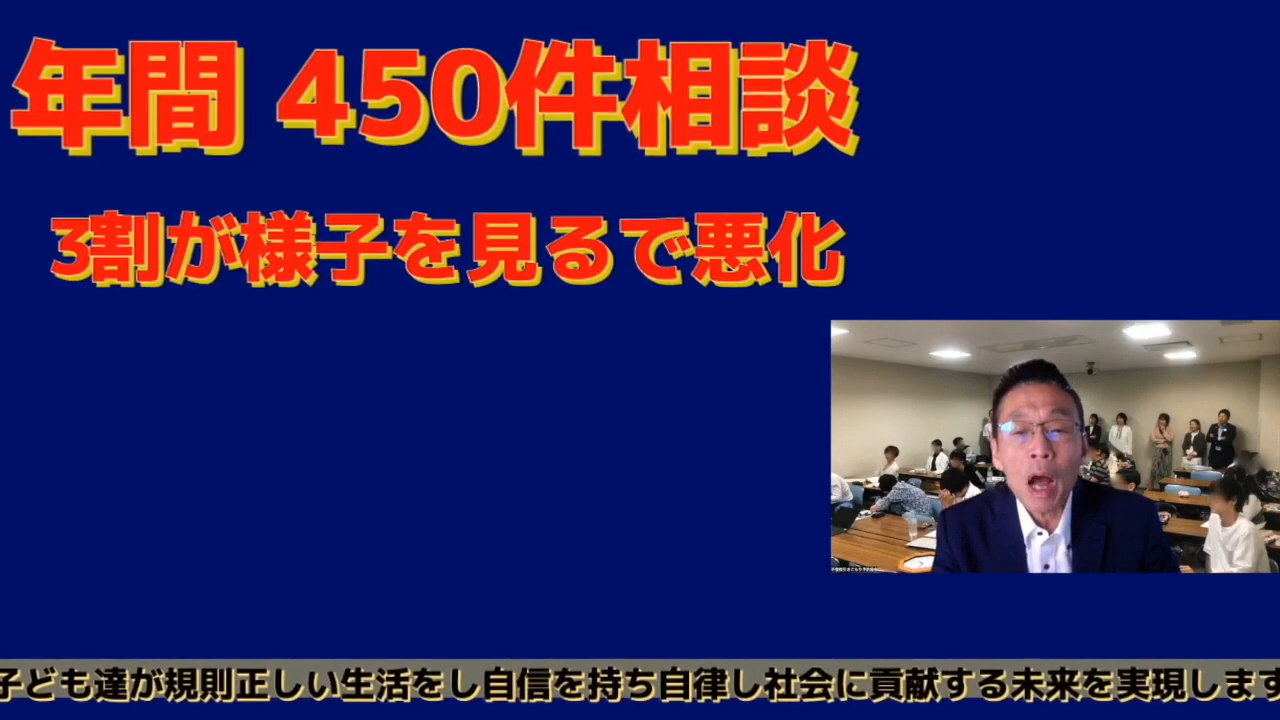 年間 450件相談
3割が様子を見るで悪化
子ども達が規則正しい生活をし自信を持ち自律し社会に貢献する未来を実現します